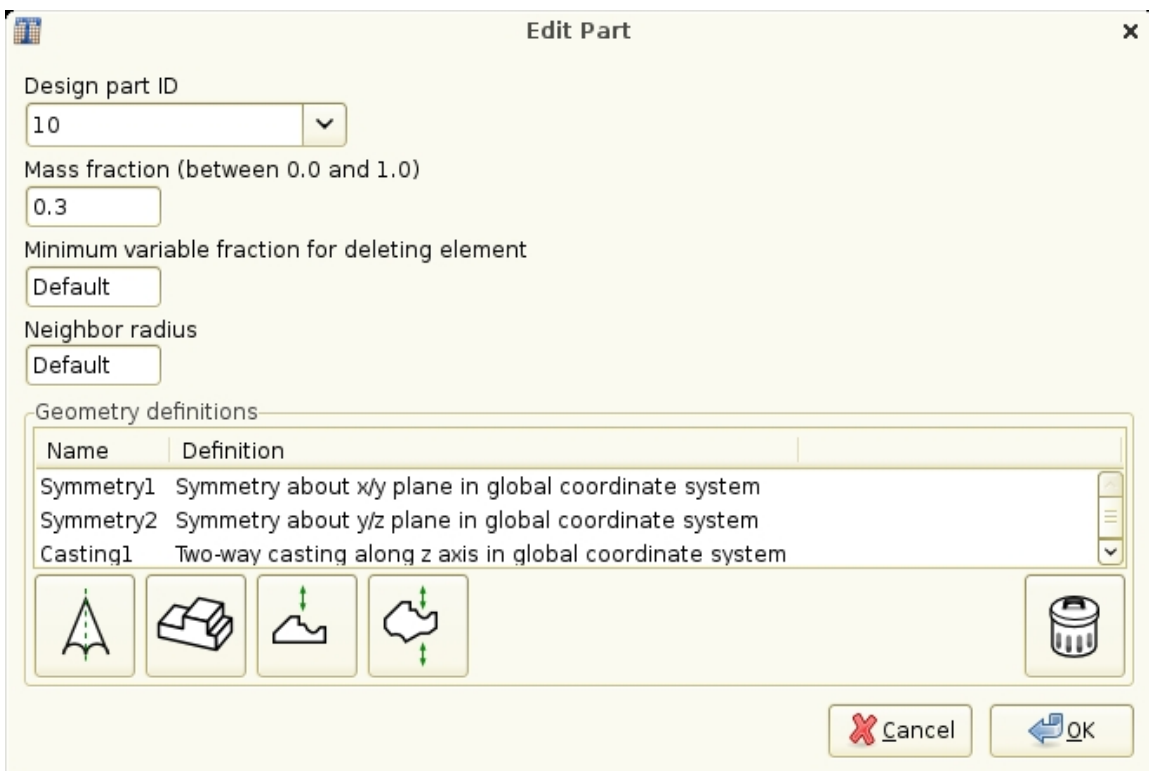 Edit Part
Design part ID
10
Mass fraction (between 0.0 and 1.0)
0.3
Minimum variable fraction for deleting element
Default
Neighbor radius
Default
Geometry definitions
Name Definition
Symmetry1 Symmetry about x/y plane in global coordinate system
Symmetry2 Symmetry about y/z plane in global coordinate system
Casting1 Two-way casting along z axis in global coordinate system
Cancel OK